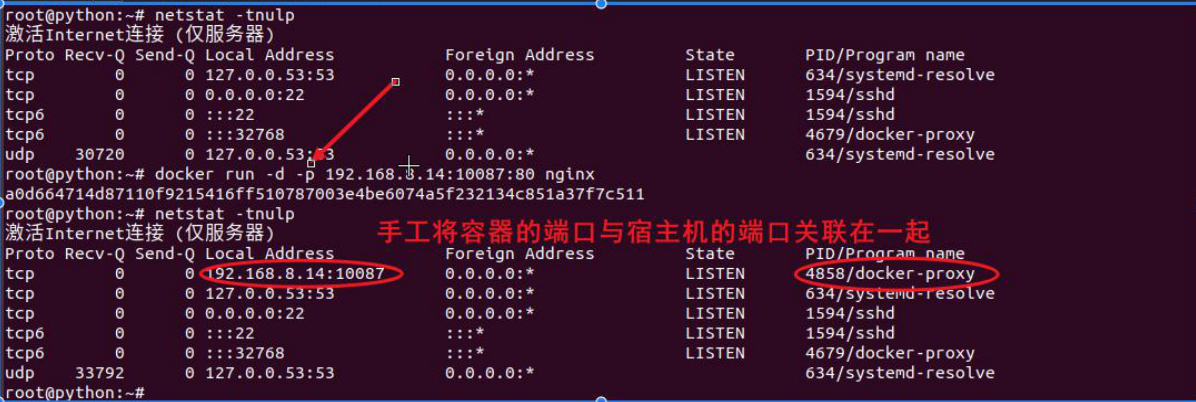 root@python:~# netstat -tnulp
激活Internet连接 (仅服务器)
Proto Recv-Q Send-Q Local Address Foreign Address State PID/Program name
tcp 0 0 127.0.0.53:53 0.0.0.0:* LISTEN 634/systemd-resolve
tcp 0 0 0.0.0.0:22 0.0.0.0:* LISTEN 1594/sshd
tcp6 0 0 :::22 :::* LISTEN 1594/sshd
tcp6 0 0 :::32768 :::* LISTEN 4679/docker-proxy
udp 30720 0 127.0.0.53:53 0.0.0.0:* 634/systemd-resolve
root@python:~# docker run -d -p 192.168.8.14:10087:80 nginx
a0d664714d87110f9215416ff510787003e4be6074a5f232134c851fa7f7c511
root@python:~# netstat -tnulp
激活Internet连接 (仅服务器)
手工将容器的端口与宿主机的端口关联在一起
Proto Recv-Q Send-Q Local Address Foreign Address State PID/Program name
tcp 0 0 192.168.8.14:10087 0.0.0.0:* LISTEN 4858/docker-proxy
tcp 0 0 127.0.0.53:53 0.0.0.0:* LISTEN 634/systemd-resolve
tcp 0 0 0.0.0.0:22 0.0.0.0:* LISTEN 1594/sshd
tcp6 0 0 :::22 :::* LISTEN 1594/sshd
tcp6 0 0 :::32768 :::* LISTEN 4679/docker-proxy
udp 33792 0 127.0.0.53:53 0.0.0.0:* 634/systemd-resolve
root@python:~#